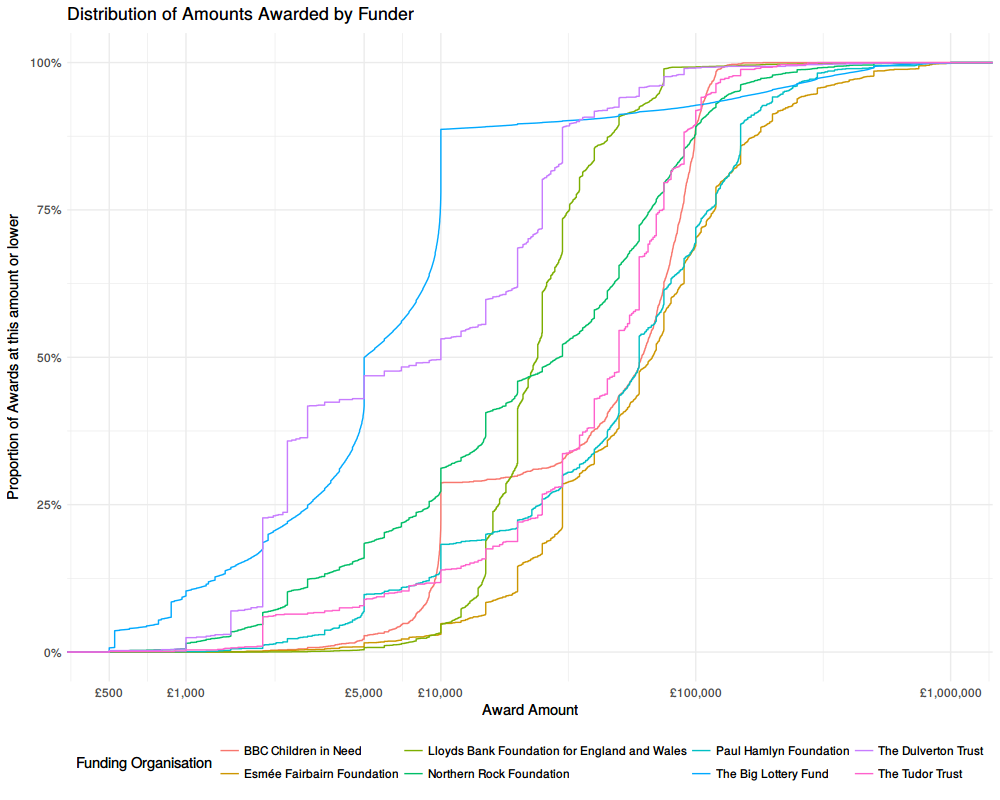 Distribution of Amounts Awarded by Funder
Proportion of Awards at this amount or lower
100%
75%
50%
25%
0%
£500 £1,000 £5,000 £10,000 £100,000 £1,000,000
Award Amount
Funding Organisation
BBC Children in Need Lloyds Bank Foundation for England and Wales Paul Hamlyn Foundation The Dulverton Trust
Esmée Fairbairn Foundation Northern Rock Foundation The Big Lottery Fund The Tudor Trust